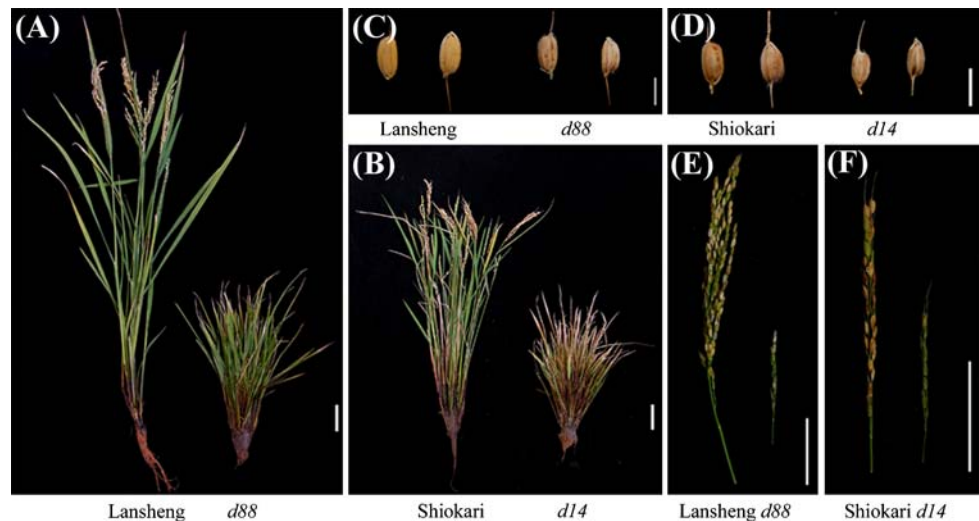 (A)
(C)
(D)
Lansheng d88
Shiokari d14
(B)
(E)
(F)
Lansheng d88
Shiokari d14
Lansheng d88
Shiokari d14